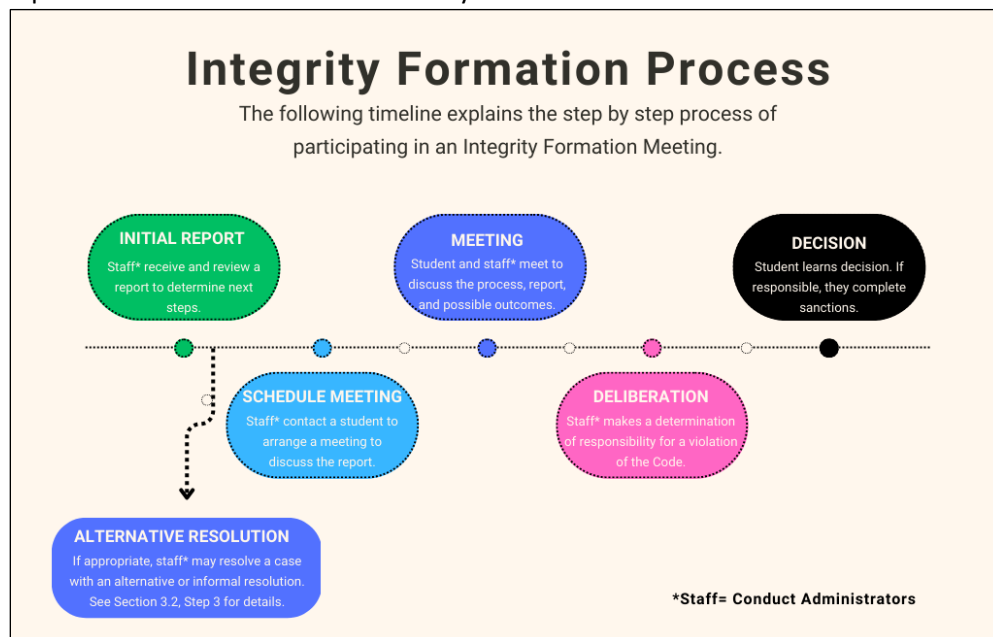 Integrity Formation Process
The following timeline explains the step by step process of
participating in an Integrity Formation Meeting.
INITIAL REPORT
Staff* receive and review a
report to determine next
steps.
MEETING
Student and staff* meet to
discuss the process, report,
and possible outcomes.
DECISION
Student learns decision. If
responsible, they complete
sanctions.
SCHEDULE MEETING
Staff* contact a student to
arrange a meeting to
discuss the report.
DELIBERATION
Staff* makes a determination
of responsibility for a violation
of the Code.
ALTERNATIVE RESOLUTION
If appropriate, staff* may resolve a case
with an alternative or informal resolution.
See Section 3.2, Step 3 for details.
*Staff= Conduct Administrators